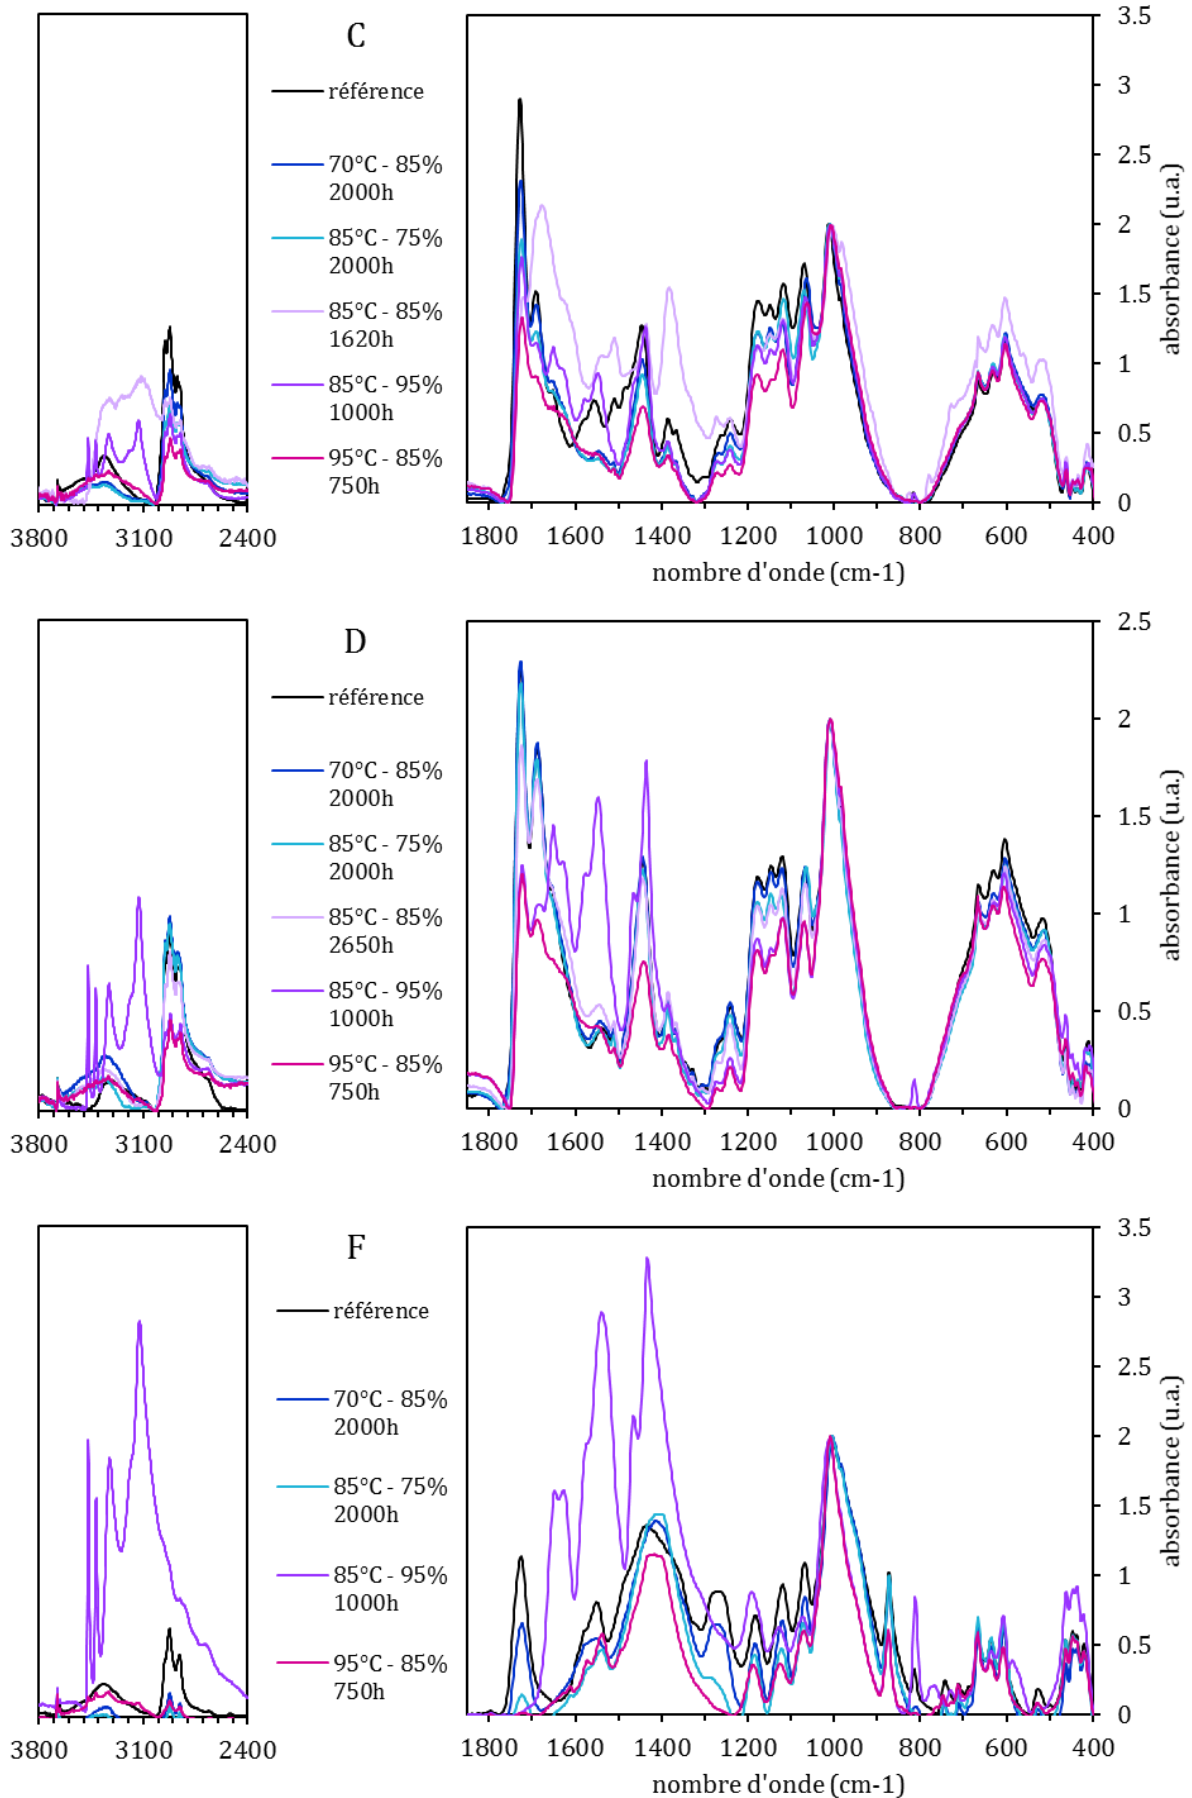 C
référence
70°C - 85%
2000h
85°C - 75%
2000h
85°C - 85%
1620h
85°C - 95%
1000h
95°C - 85%
750h
3800 3100 2400
3.5
3
2.5
2
1.5
1
0.5
0
absorbance (u.a.)
1800 1600 1400 1200 1000 800 600 400
nombre d'onde (cm-1)
D
référence
70°C - 85%
2000h
85°C - 75%
2000h
85°C - 85%
2650h
85°C - 95%
1000h
95°C - 85%
750h
3800 3100 2400
2.5
2
1.5
1
0.5
0
absorbance (u.a.)
1800 1600 1400 1200 1000 800 600 400
nombre d'onde (cm-1)
F
référence
70°C - 85%
2000h
85°C - 75%
2000h
85°C - 95%
1000h
95°C - 85%
750h
3800 3100 2400
3.5
3
2.5
2
1.5
1
0.5
0
absorbance (u.a.)
1800 1600 1400 1200 1000 800 600 400
nombre d'onde (cm-1)